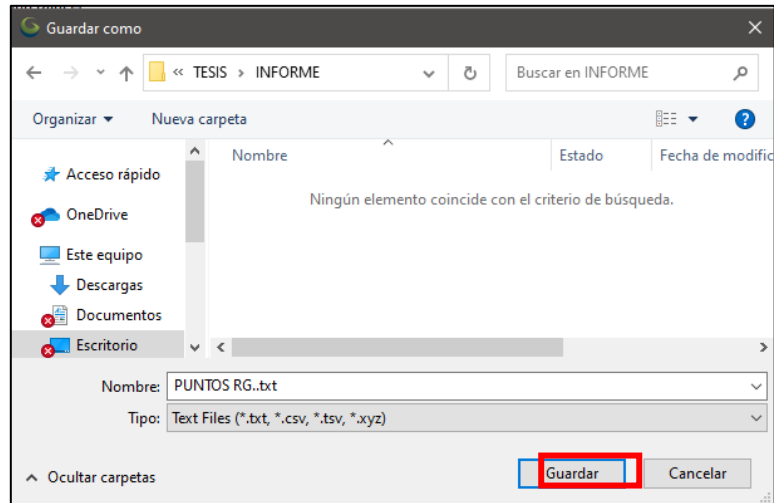 Guardar como
« TESIS > INFORME
Buscar en INFORME
Organizar
Nueva carpeta
Nombre
Estado
Fecha de modific
Acceso rápido
Ningún elemento coincide con el criterio de búsqueda.
OneDrive
Este equipo
Descargas
Documentos
Escritorio
Nombre: PUNTOS RG..txt
Tipo: Text Files (*.txt, *.csv, *.tsv, *.xyz)
Ocultar carpetas
Guardar
Cancelar